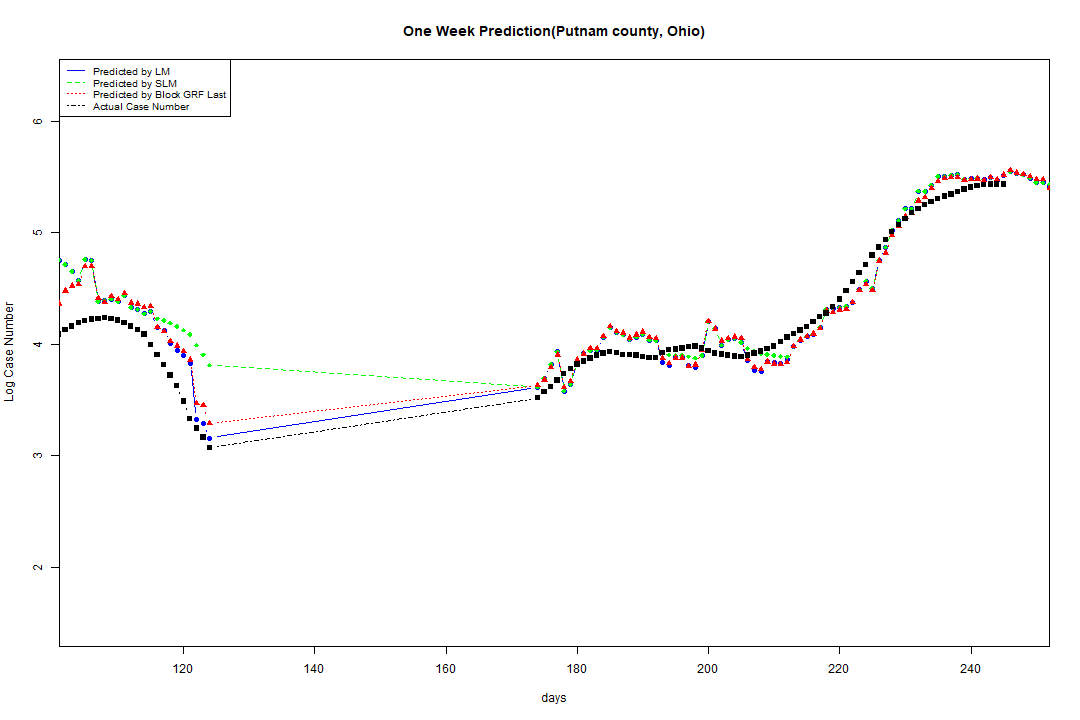 One Week Prediction(Putnam county, Ohio)
Predicted by LM
Predicted by SLM
Predicted by Block GRF Last
Actual Case Number
Log Case Number
6
5
4
3
2
120 140 160 180 200 220 240
days